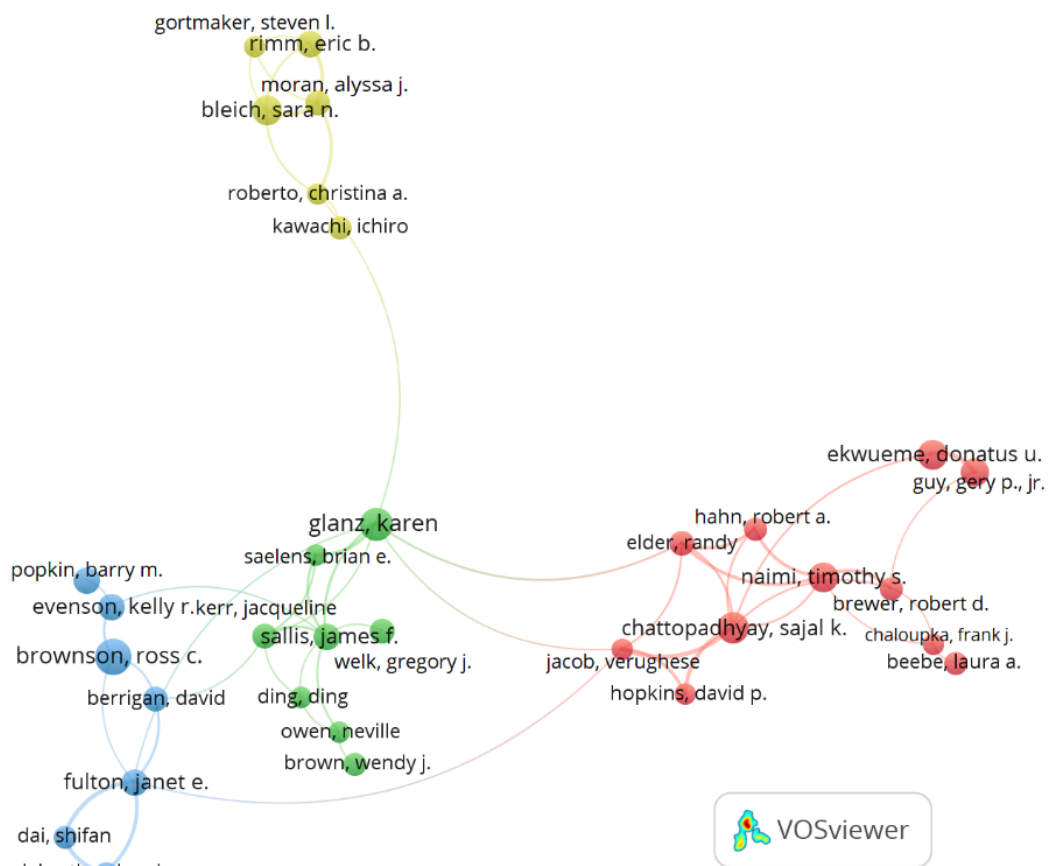 gortmaker, steven l.
rimm, eric b.
moran, alyssa j.
bleich, sara n.
roberto, christina a.
kawachi, ichiro
ekwueme, donatus u.
guy, gery p., jr.
hahn, robert a.
glanz, karen
elder, randy
saelens, brian e.
popkin, barry m.
naimi, timothy s.
evenson, kelly r.
kerr, jacqueline
brewer, robert d.
chattopadhyay, sajal k.
sallis, james f.
chaloupka, frank j.
brownson, ross c.
welk, gregory j.
jacob, verughese
beebe, laura a.
berrigan, david
ding, ding
hopkins, david p.
owen, neville
brown, wendy j.
fulton, janet e.
dai, shifan
VOSviewer